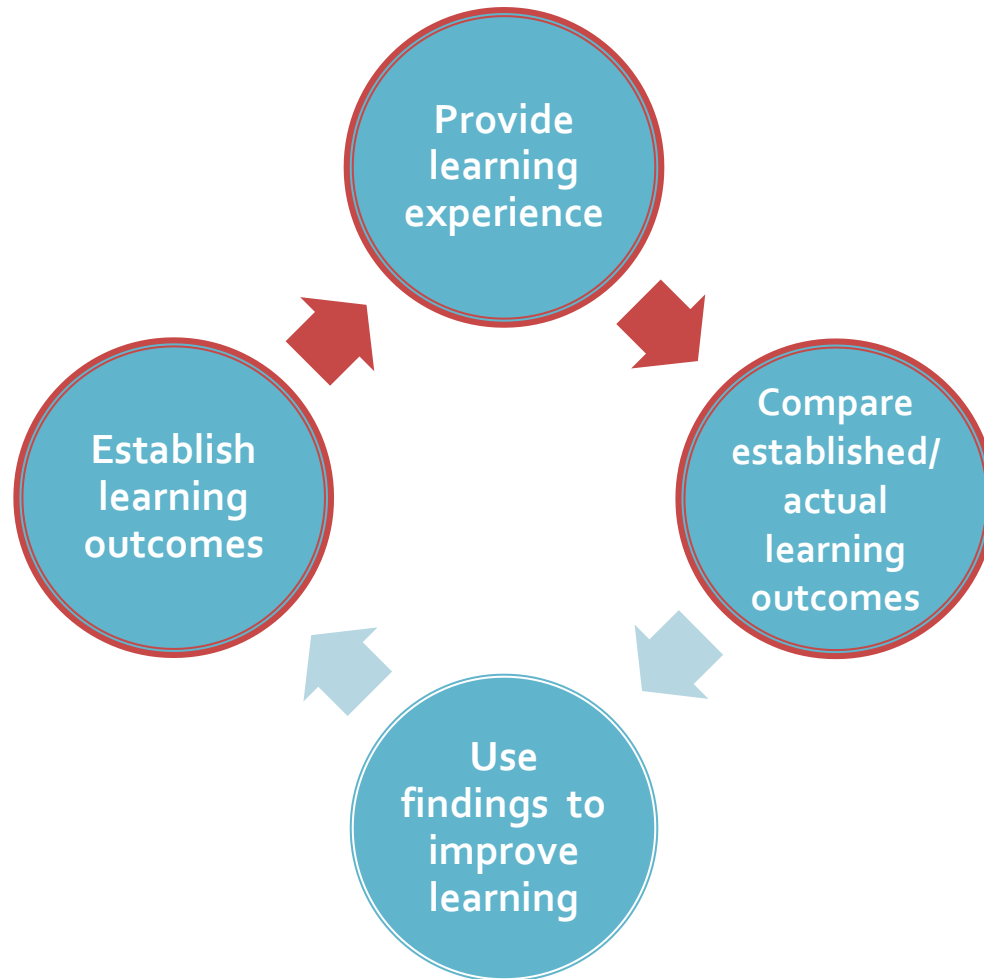 Provide
learning
experience
Compare
established/
actual
learning
outcomes
Use
findings to
improve
learning
Establish
learning
outcomes